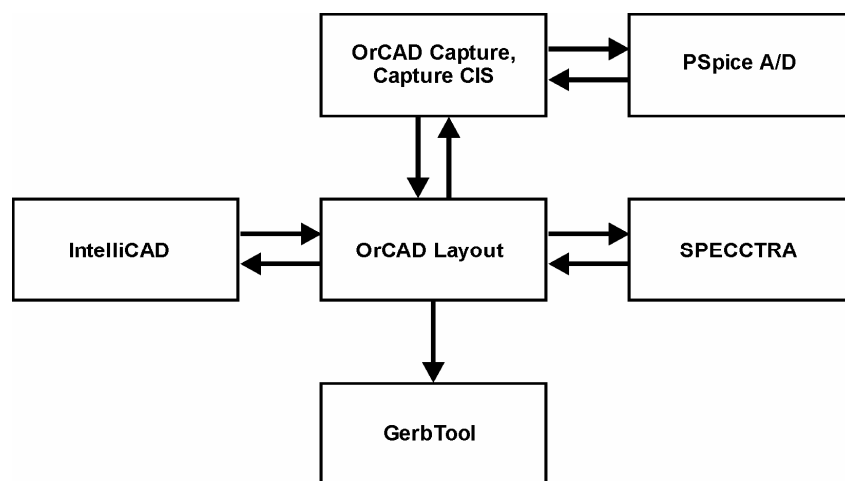 OrCAD Capture,
Capture CIS
PSpice A/D
IntelliCAD
OrCAD Layout
SPECCTRA
GerbTool